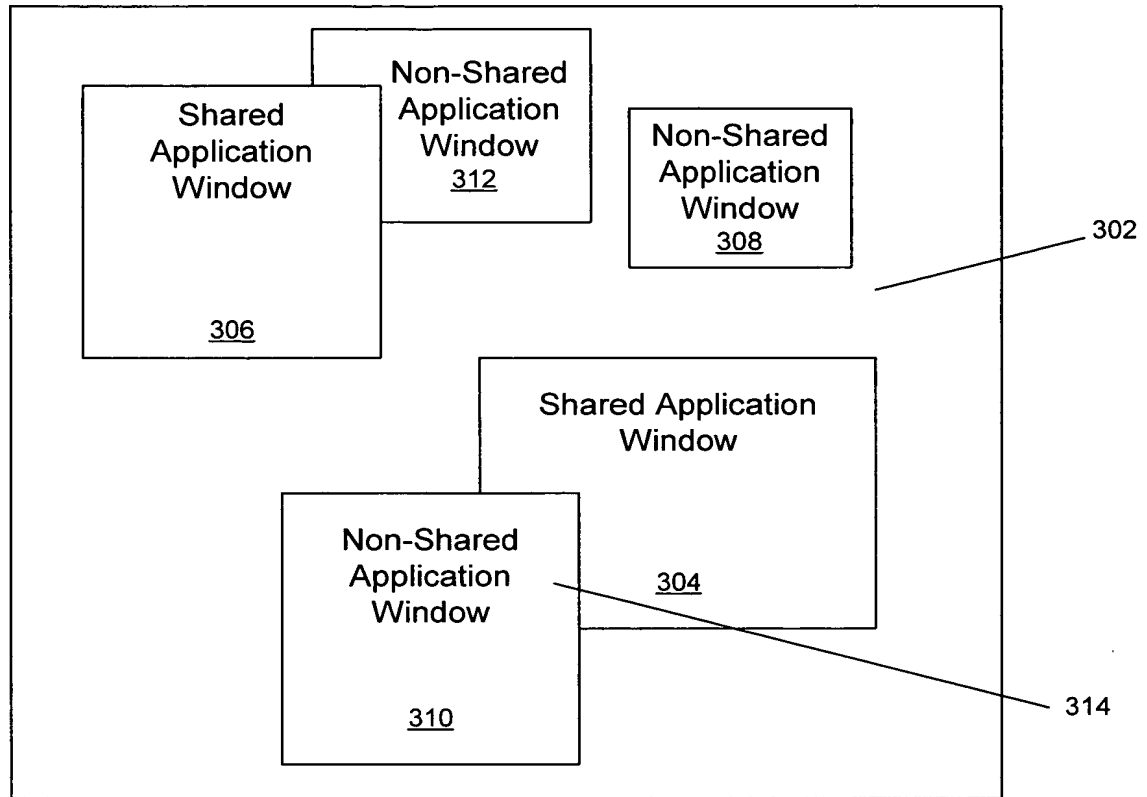 Non-Shared
Application
Window
312
Shared
Application
Window
306
Non-Shared
Application
Window
308
302
Shared Application
Window
304
Non-Shared
Application
Window
310
314